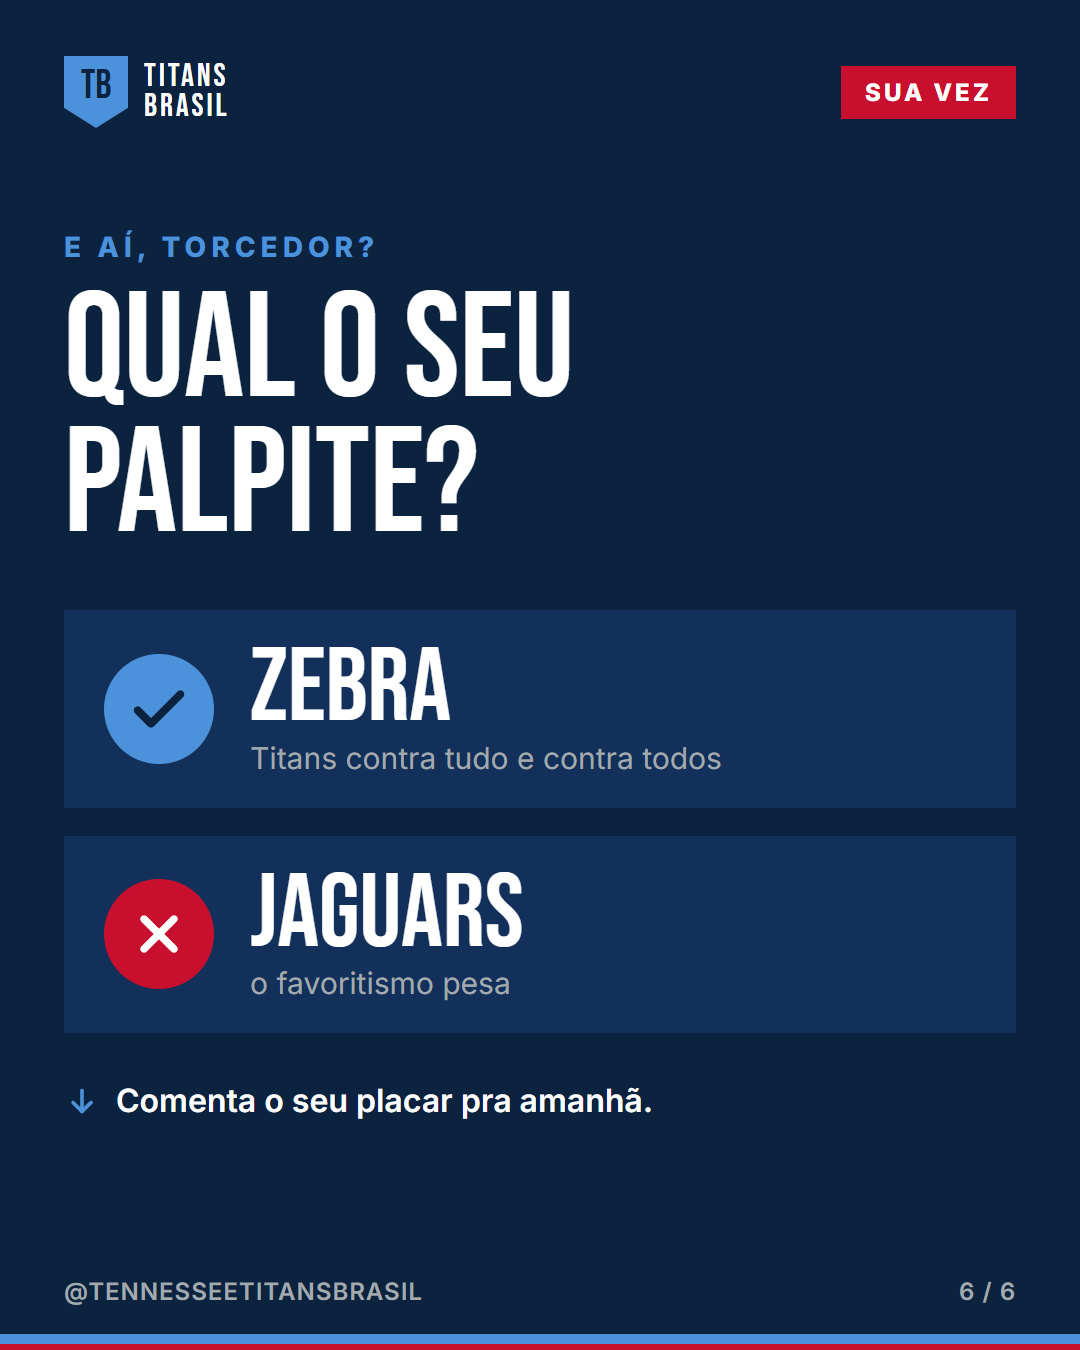 TB
TITANS
BRASIL
SUA VEZ
E AÍ, TORCEDOR?
QUAL O SEU
PALPITE?
ZEBRA
Titans contra tudo e contra todos
JAGUARS
o favoritismo pesa
Comenta o seu placar pra amanhã.
@TENNESSEETITANSBRASIL
6 / 6